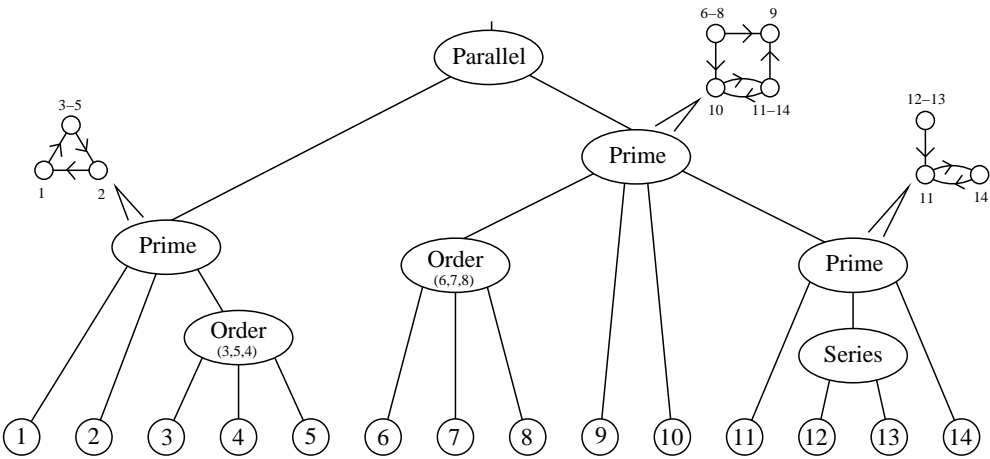 6–8 9
Parallel
10 11–14
3–5
12–13
1 2
Prime
11 14
Prime
Order
(6,7,8)
Prime
Order
(3,5,4)
Series
1 2 3 4 5 6 7 8 9 10 11 12 13 14